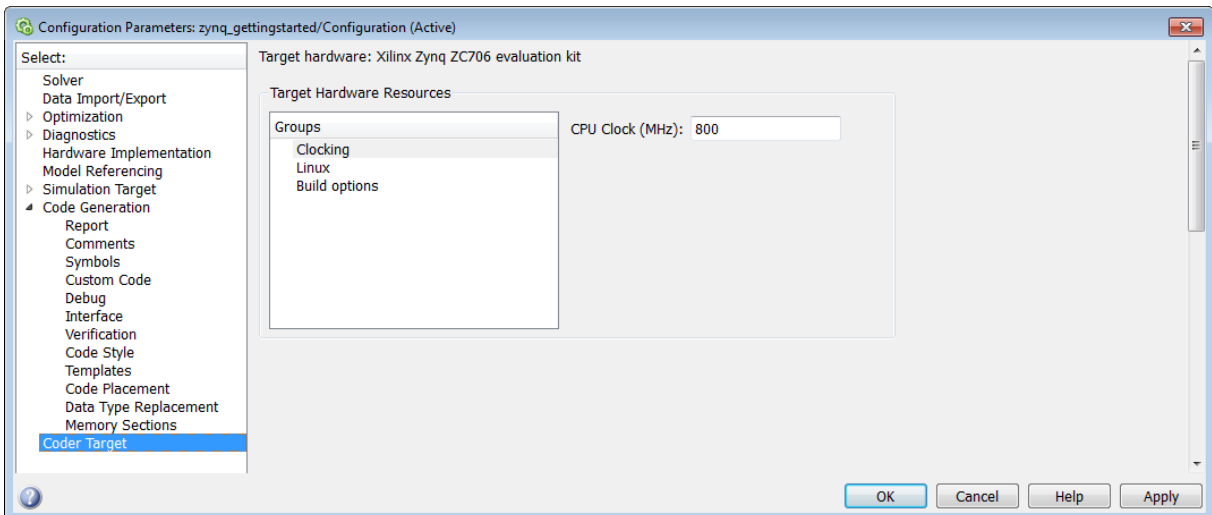 Configuration Parameters: zynq_gettingstarted/Configuration (Active)
Select:
Solver
Data Import/Export
Optimization
Diagnostics
Hardware Implementation
Model Referencing
Simulation Target
Code Generation
Report
Comments
Symbols
Custom Code
Debug
Interface
Verification
Code Style
Templates
Code Placement
Data Type Replacement
Memory Sections
Coder Target
Target hardware: Xilinx Zynq ZC706 evaluation kit
Target Hardware Resources
Groups
Clocking
Linux
Build options
CPU Clock (MHz): 800
OK Cancel Help Apply